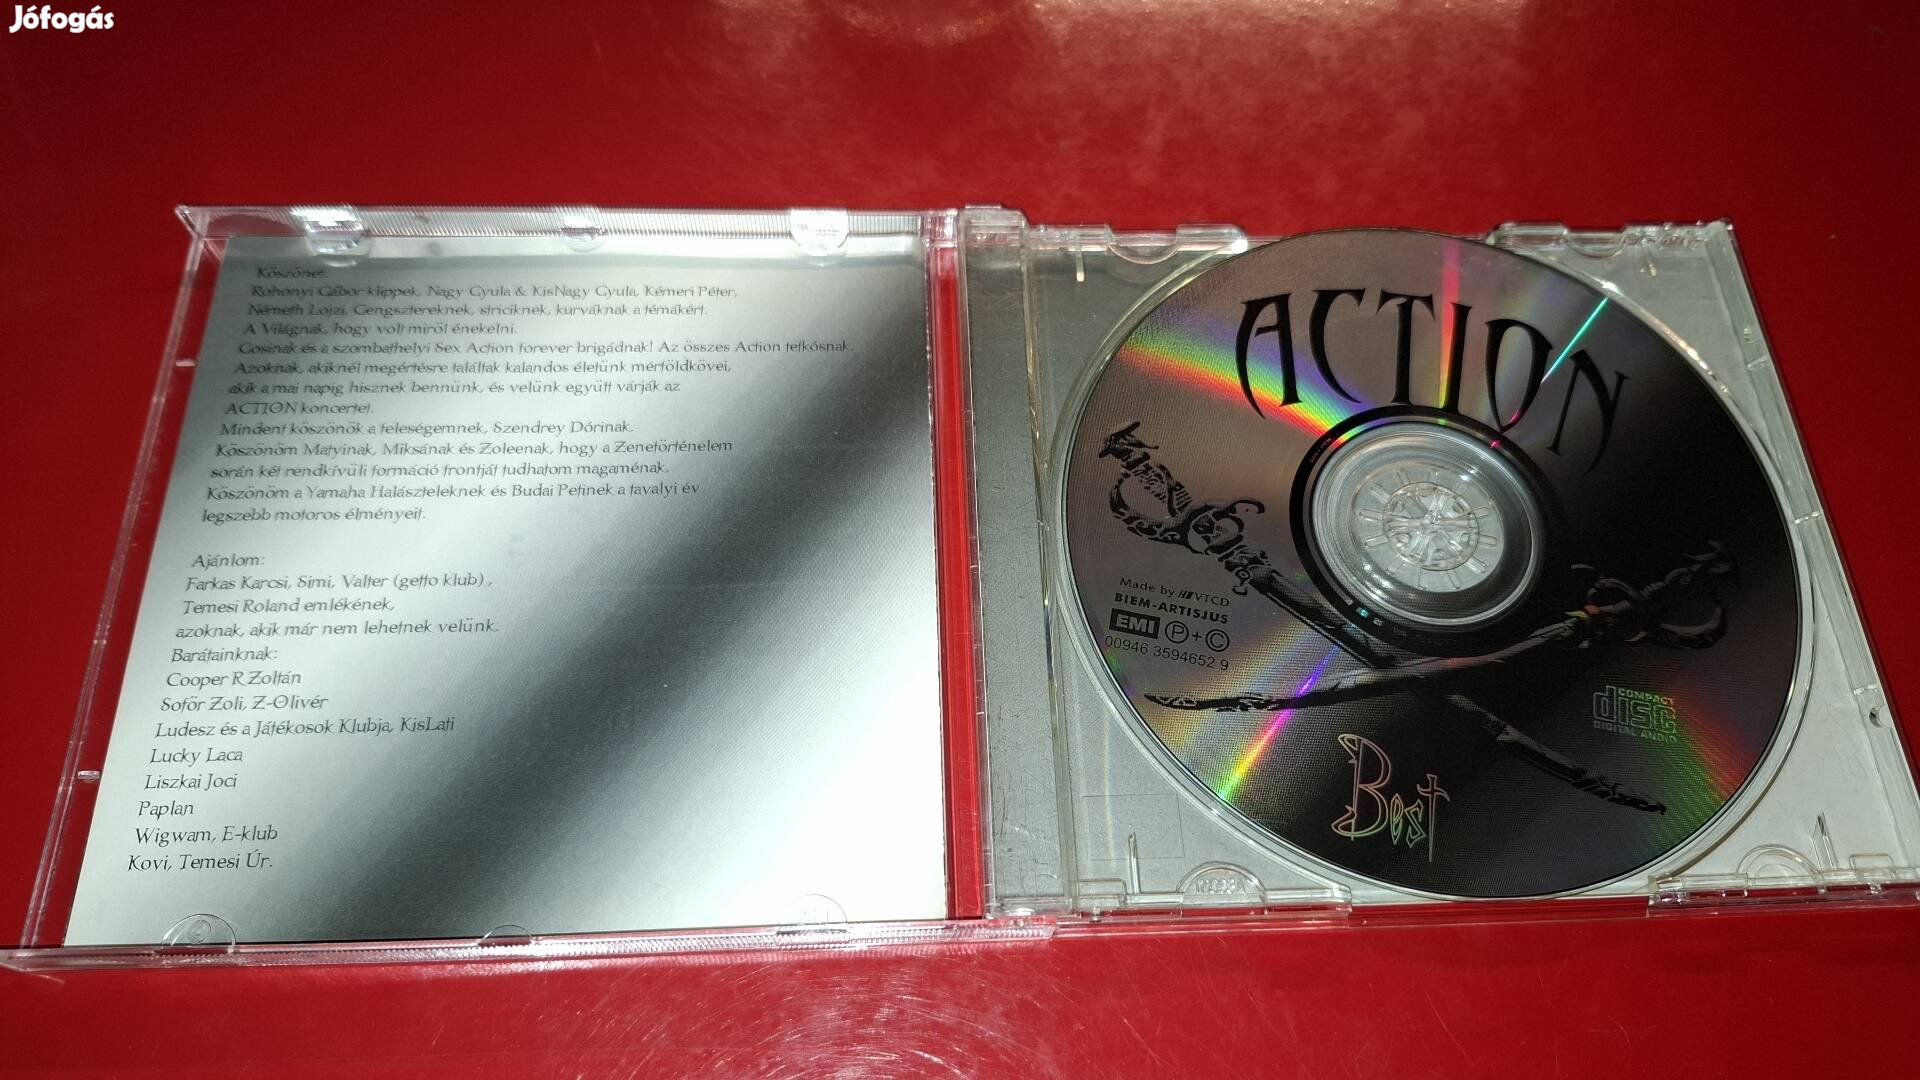 Jófogás
Köszönet:
Rohonyi Gábor klippek, Nagy Gyula & KisNagy Gyula, Kémeri Péter,
Németh Lojzi, Gengsztereknek, striciknek, kurváknak a témákért.
A Világnak, hogy volt miröl énekelni.
Gosinak és a szombathelyi Sex Action forever brigádnak! Az összes Action tetkósnak.
Azoknak, akiknél megértésre találtak kalandos életünk mérföldkövei,
akik a mai napig hisznek bennünk, és velünk együtt várják az
ACTION koncertet.
Mindent köszönök a feleségemnek, Szendrey Dórinak.
Köszönöm Matyinak, Miksának és Zoleenak, hogy a Zenetörténelem
során két rendkívüli formáció frontját tudhatom magaménak.
Köszönöm a Yamaha Halászteleknek és Budai Petinek a tavalyi év
legszebb motoros élményeit.
Ajánlom:
Farkas Karcsi, Simi, Valter (getto klub) ,
Temesi Roland emlékének,
azoknak, akik már nem lehetnek velünk.
Barátainknak:
Cooper R Zoltán
Soför Zoli, Z-Olivér
Ludesz és a Játékosok Klubja, KisLati
Lucky Laca
Liszkai Joci
Paplan
Wigwam, E-klub
Kovi, Temesi Úr.
ACTION
Made by VTCD
BIEM-ARTISJUS
EMI P+C
00946 3594652 9
COMPACT
disc
DIGITAL AUDIO
Best